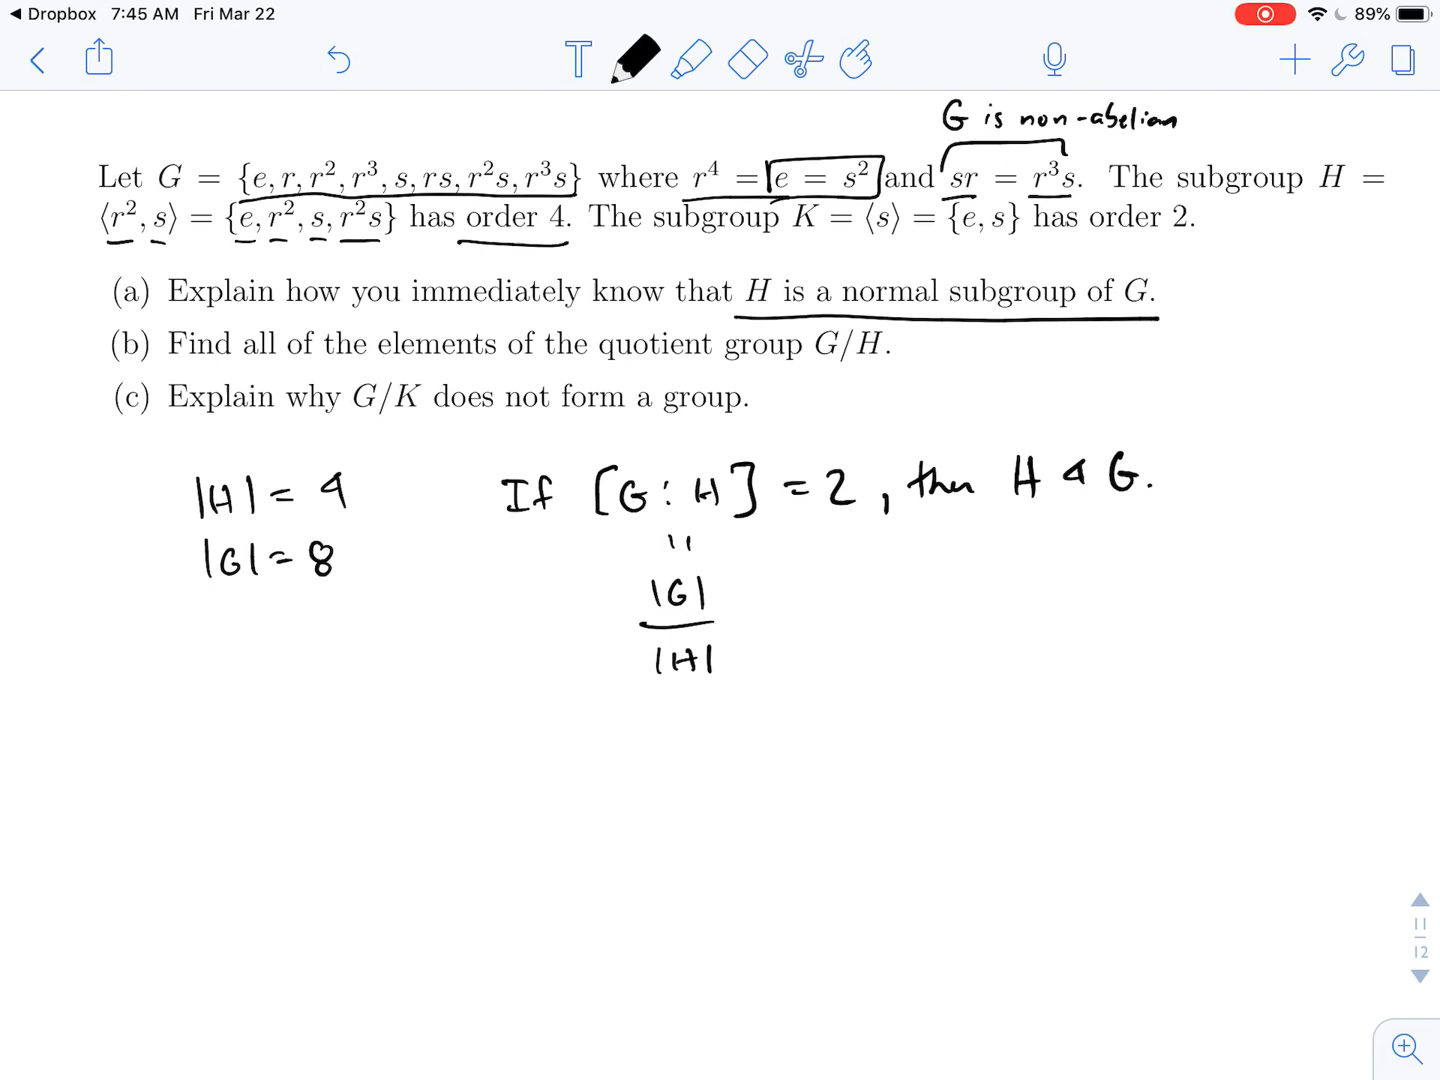 Dropbox 7:45 AM Fri Mar 22 89%
T
G is non-abelian
Let G = {e, r, r², r³, s, rs, r²s, r³s} where r⁴ = e = s² and sr = r³s. The subgroup H =
⟨r², s⟩ = {e, r², s, r²s} has order 4. The subgroup K = ⟨s⟩ = {e, s} has order 2.
(a) Explain how you immediately know that H is a normal subgroup of G.
(b) Find all of the elements of the quotient group G/H.
(c) Explain why G/K does not form a group.
|H| = 4
If [G : H] = 2, then H ⊲ G.
|G| = 8
=
|G|
|H|
11
12